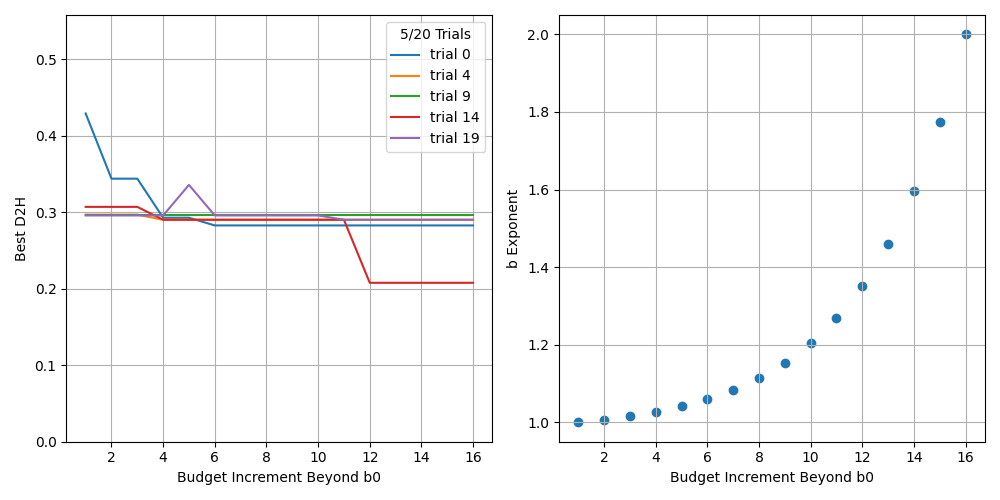 5/20 Trials
trial 0
trial 4
trial 9
trial 14
trial 19
0.5
0.4
0.3
0.2
0.1
0.0
Best D2H
2 4 6 8 10 12 14 16
Budget Increment Beyond b0
2.0
1.8
1.6
1.4
1.2
1.0
b Exponent
2 4 6 8 10 12 14 16
Budget Increment Beyond b0